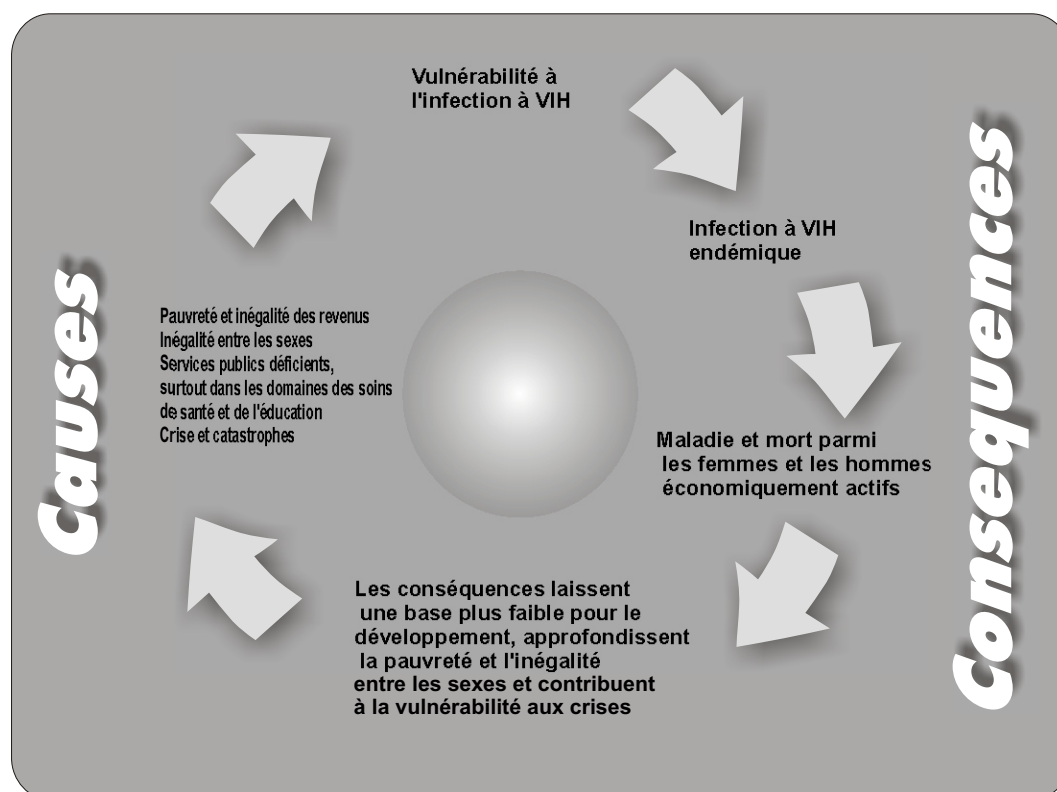 Vulnérabilité à
l'infection à VIH
Infection à VIH
endémique
Maladie et mort parmi
les femmes et les hommes
économiquement actifs
Les conséquences laissent
une base plus faible pour le
développement, approfondissent
la pauvreté et l'inégalité
entre les sexes et contribuent
à la vulnérabilité aux crises
Pauvreté et inégalité des revenus
Inégalité entre les sexes
Services publics déficients,
surtout dans les domaines des soins
de santé et de l'éducation
Crise et catastrophes
Causes
Consequences